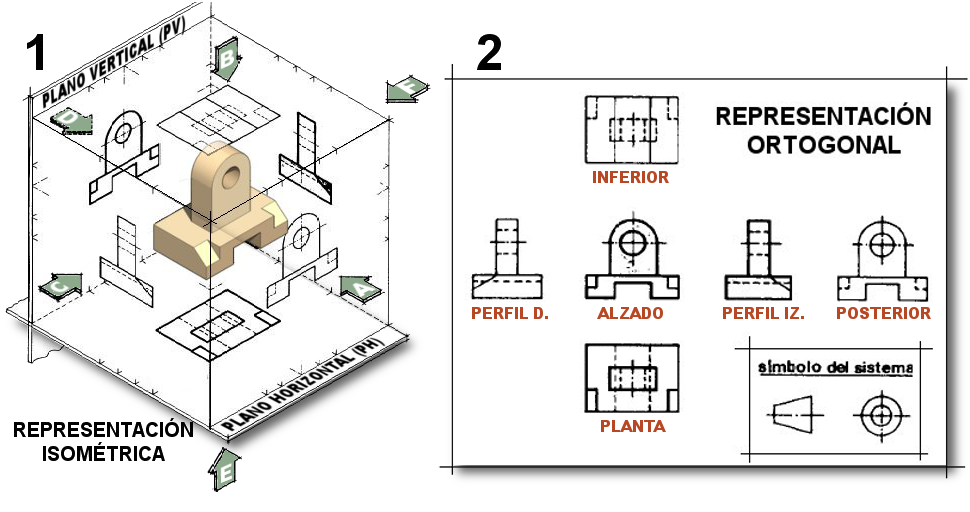 1
PLANO VERTICAL (PV)
B
F
D
C
A
PLANO HORIZONTAL (PH)
REPRESENTACIÓN
ISOMÉTRICA
E
2
REPRESENTACIÓN
ORTOGONAL
INFERIOR
PERFIL D.
ALZADO
PERFIL IZ.
POSTERIOR
PLANTA
símbolo del sistema